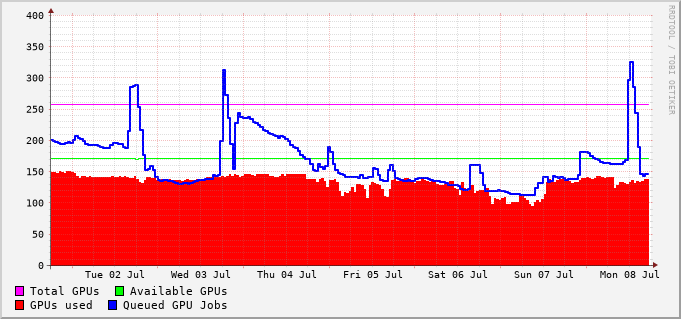 400
350
300
250
200
150
100
50
0
Tue 02 Jul Wed 03 Jul Thu 04 Jul Fri 05 Jul Sat 06 Jul Sun 07 Jul Mon 08 Jul
Total GPUs Available GPUs
GPUs used Queued GPU Jobs
RRDTOOL / TOBI OETIKER